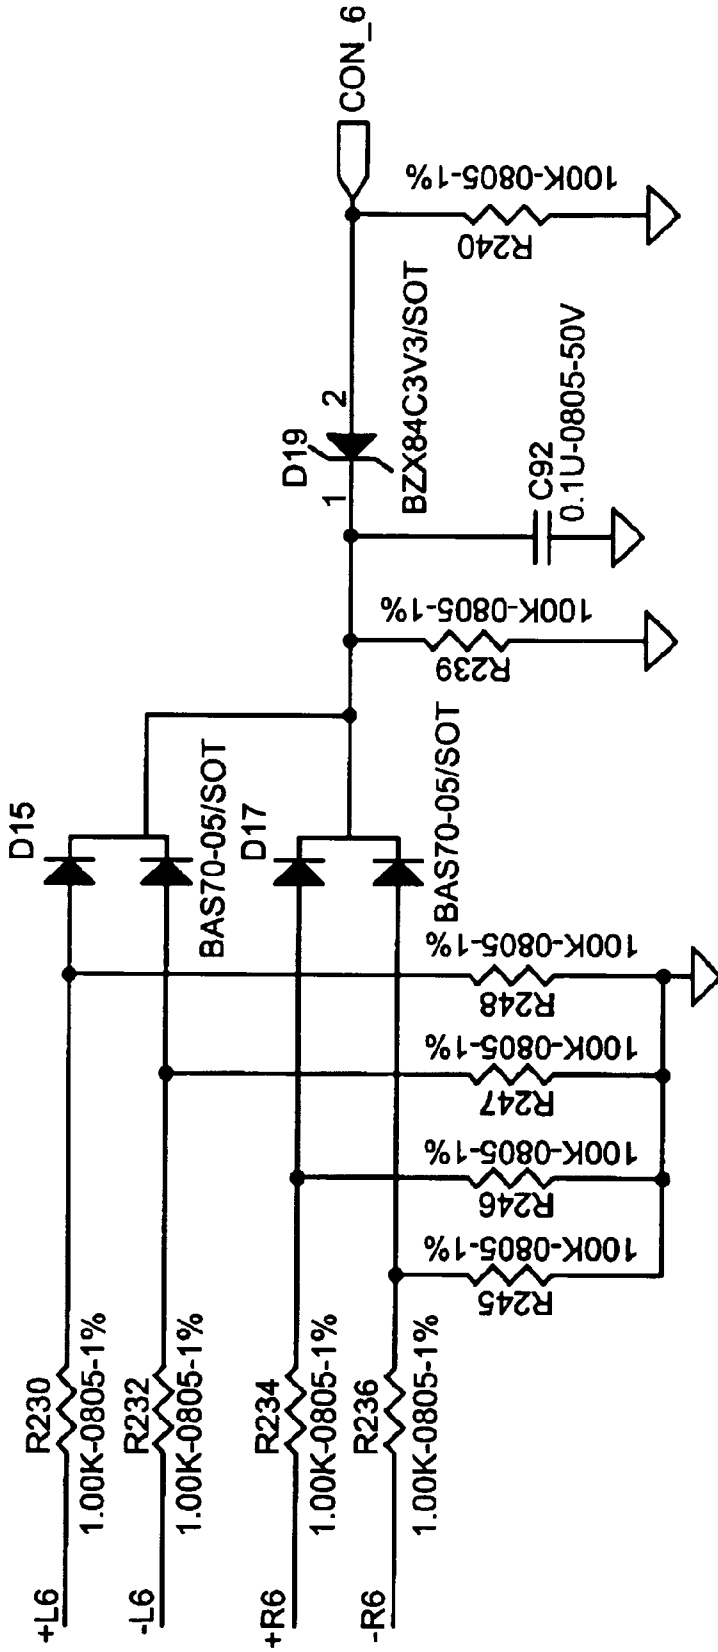 +L6
R230
1.00K-0805-1%
-L6
R232
1.00K-0805-1%
+R6
R234
1.00K-0805-1%
-R6
R236
1.00K-0805-1%
R245
100K-0805-1%
R246
100K-0805-1%
R247
100K-0805-1%
R248
100K-0805-1%
D15
BAS70-05/SOT
D17
BAS70-05/SOT
R239
100K-0805-1%
C92
0.1U-0805-50V
D19
1
2
BZX84C3V3/SOT
R240
100K-0805-1%
CON_6